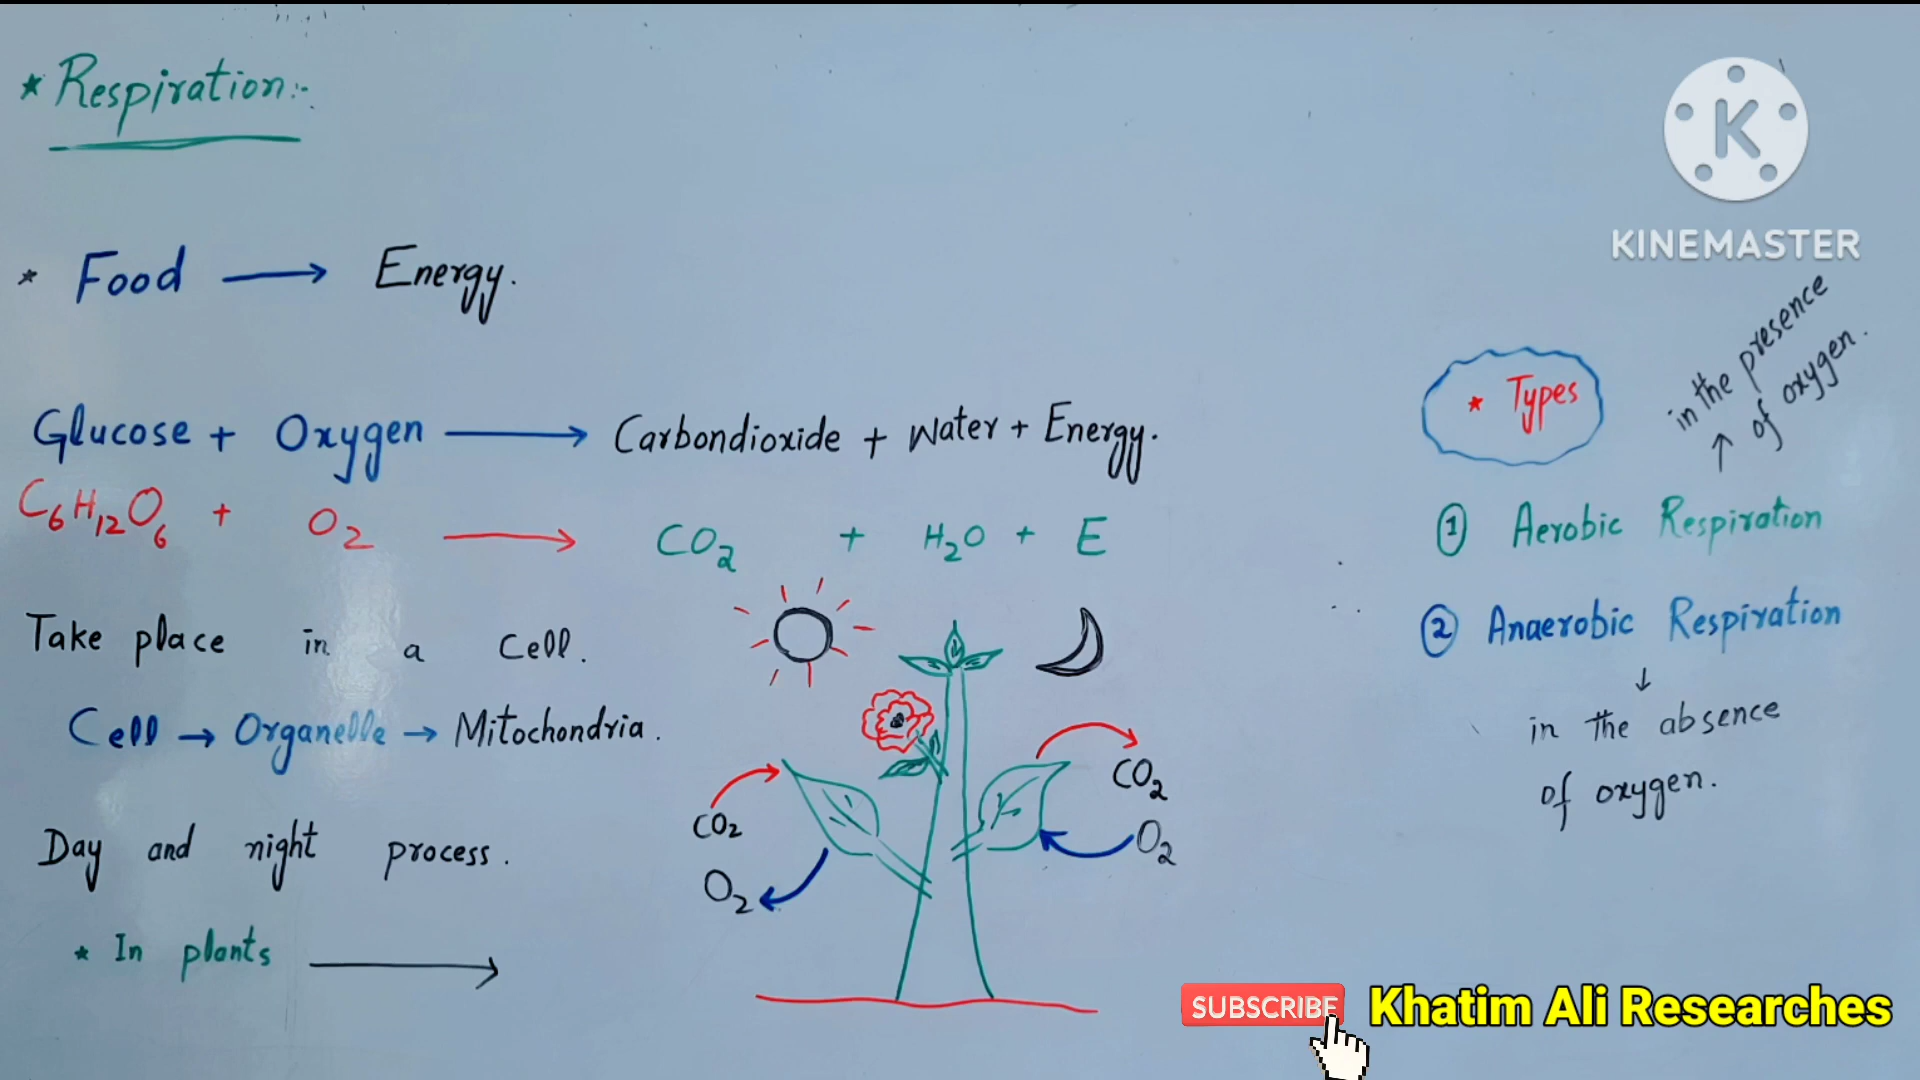 * Respiration:-
* Food → Energy.
Glucose + Oxygen → Carbondioxide + Water + Energy.
C₆H₁₂O₆ + O₂ → CO₂ + H₂O + E
Take place in a Cell.
Cell → Organelle → Mitochondria.
Day and night process.
* In plants →
CO₂
O₂
CO₂
O₂
K
KINEMASTER
* Types
in the presence
↑ of oxygen.
① Aerobic Respiration
② Anaerobic Respiration
↓
in the absence
of oxygen.
SUBSCRIBE Khatim Ali Researches